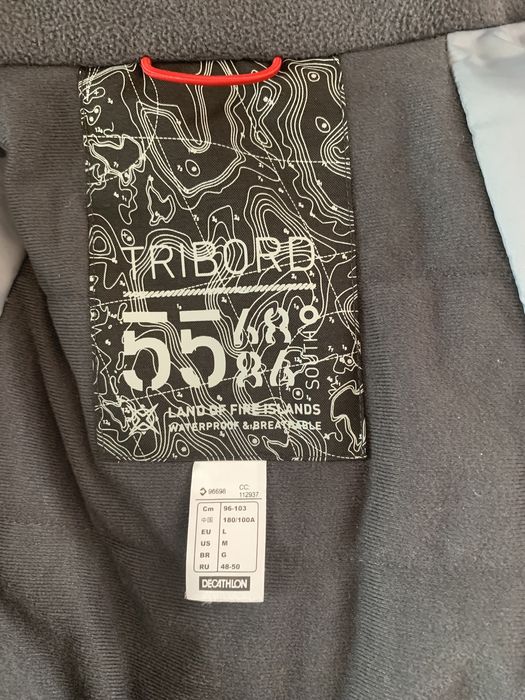 TRIBORD
55 48 84°
SOUTH
LAND OF FIRE ISLANDS
WATERPROOF & BREATHABLE
96698 CC:
112937
Cm 96-103
中国 180/100A
EU L
US M
BR G
RU 48-50
DECATHLON